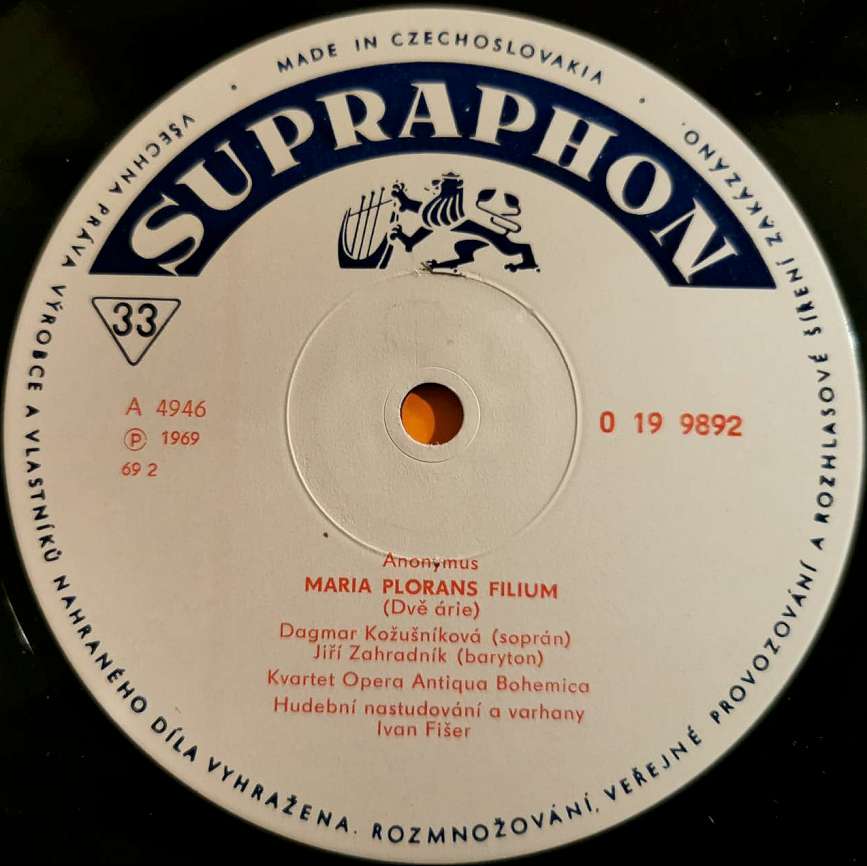 MADE IN CZECHOSLOVAKIA
SUPRAPHON
33
A 4946
Ⓟ 1969
69 2
0 19 9892
Anonymus
MARIA PLORANS FILIUM
(Dvě árie)
Dagmar Kožušníková (soprán)
Jiří Zahradník (baryton)
Kvartet Opera Antiqua Bohemica
Hudební nastudování a varhany
Ivan Fišer
VŠECHNA PRÁVA VÝROBCE A VLASTNÍKŮ NAHRANÉHO DÍLA VYHRAŽENA. ROZMNOŽOVÁNÍ, VEŘEJNÉ PROVOZOVÁNÍ A ROZHLASOVÉ ŠÍŘENÍ ZAKÁZÁNO.